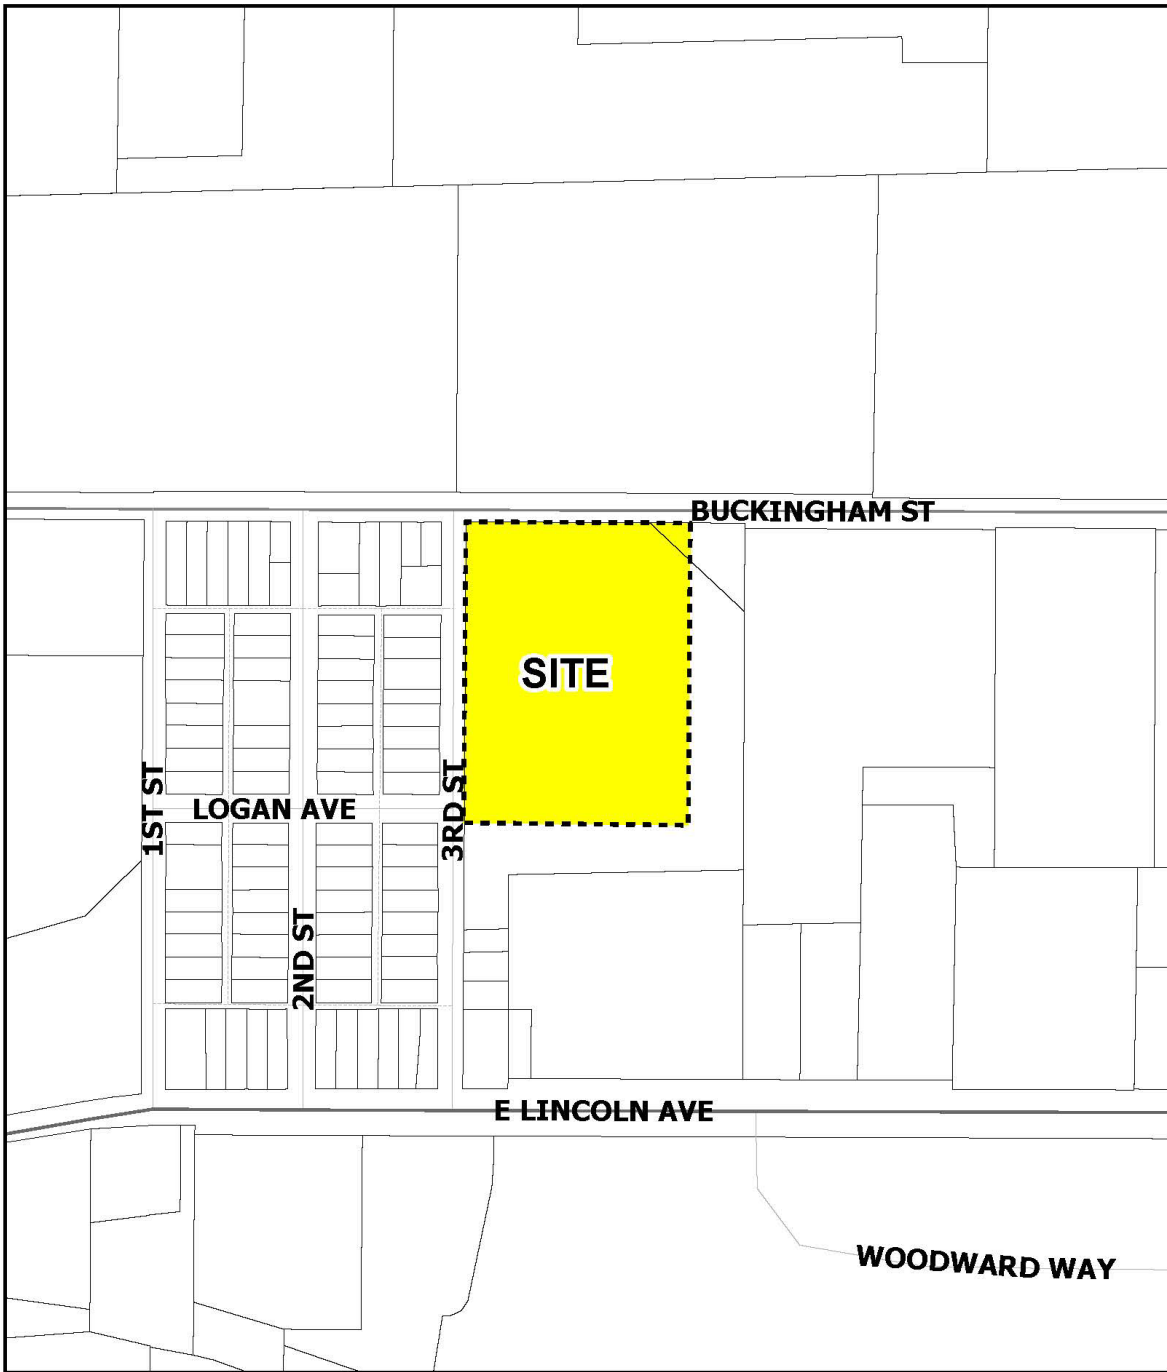 BUCKINGHAM ST
SITE
1ST ST
LOGAN AVE
3RD ST
2ND ST
E LINCOLN AVE
WOODWARD WAY